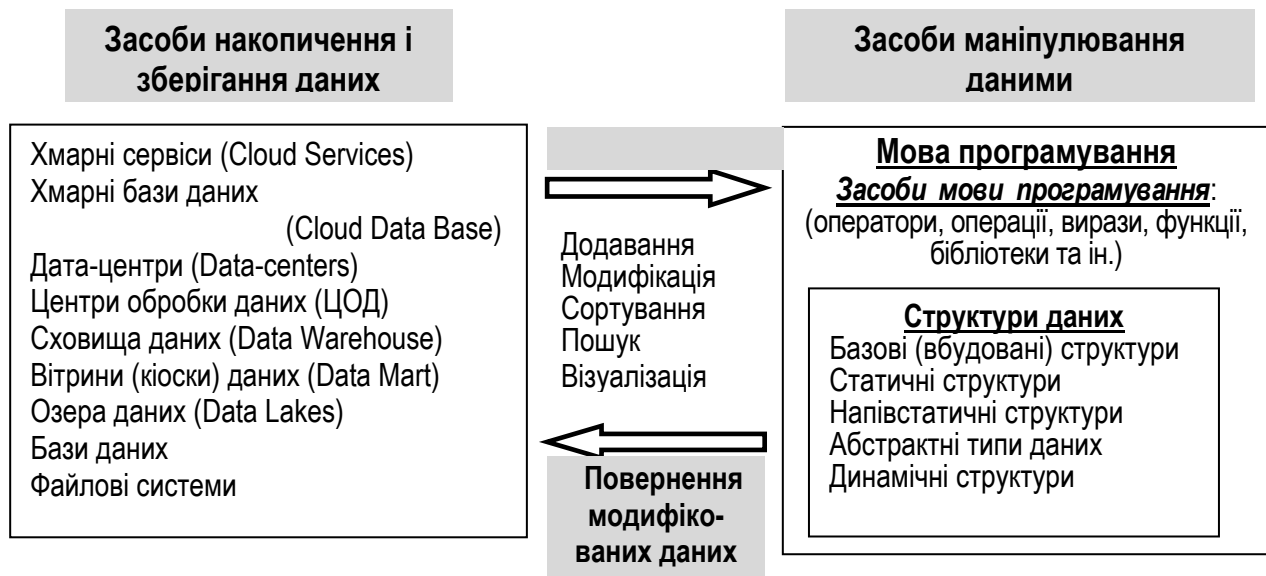 Засоби накопичення і
зберігання даних
Хмарні сервіси (Cloud Services)
Хмарні бази даних
(Cloud Data Base)
Дата-центри (Data-centers)
Центри обробки даних (ЦОД)
Сховища даних (Data Warehouse)
Вітрини (кіоски) даних (Data Mart)
Озера даних (Data Lakes)
Бази даних
Файлові системи
Додавання
Модифікація
Сортування
Пошук
Візуалізація
Повернення
модифіко-
ваних даних
Засоби маніпулювання
даними
Мова програмування
Засоби мови програмування:
(оператори, операції, вирази, функції,
бібліотеки та ін.)
Структури даних
Базові (вбудовані) структури
Статичні структури
Напівстатичні структури
Абстрактні типи даних
Динамічні структури